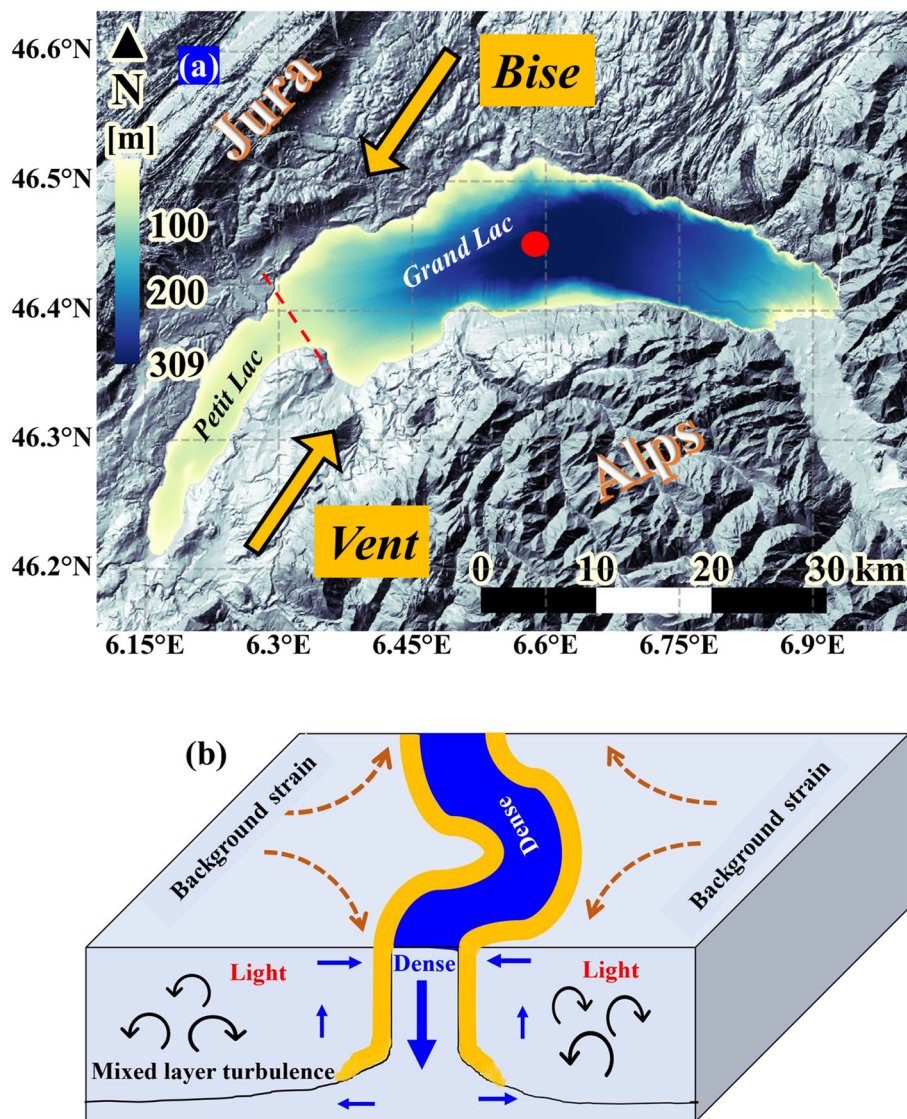 46.6°N
N
(a)
Jura
Bise
[m]
46.5°N
100
Grand Lac
200
46.4°N
309
Petit Lac
46.3°N
Alps
Vent
0 10 20 30 km
46.2°N
6.15°E 6.3°E 6.45°E 6.6°E 6.75°E 6.9°E
(b)
Background strain
Dense
Background strain
Light
Dense
Light
Mixed layer turbulence